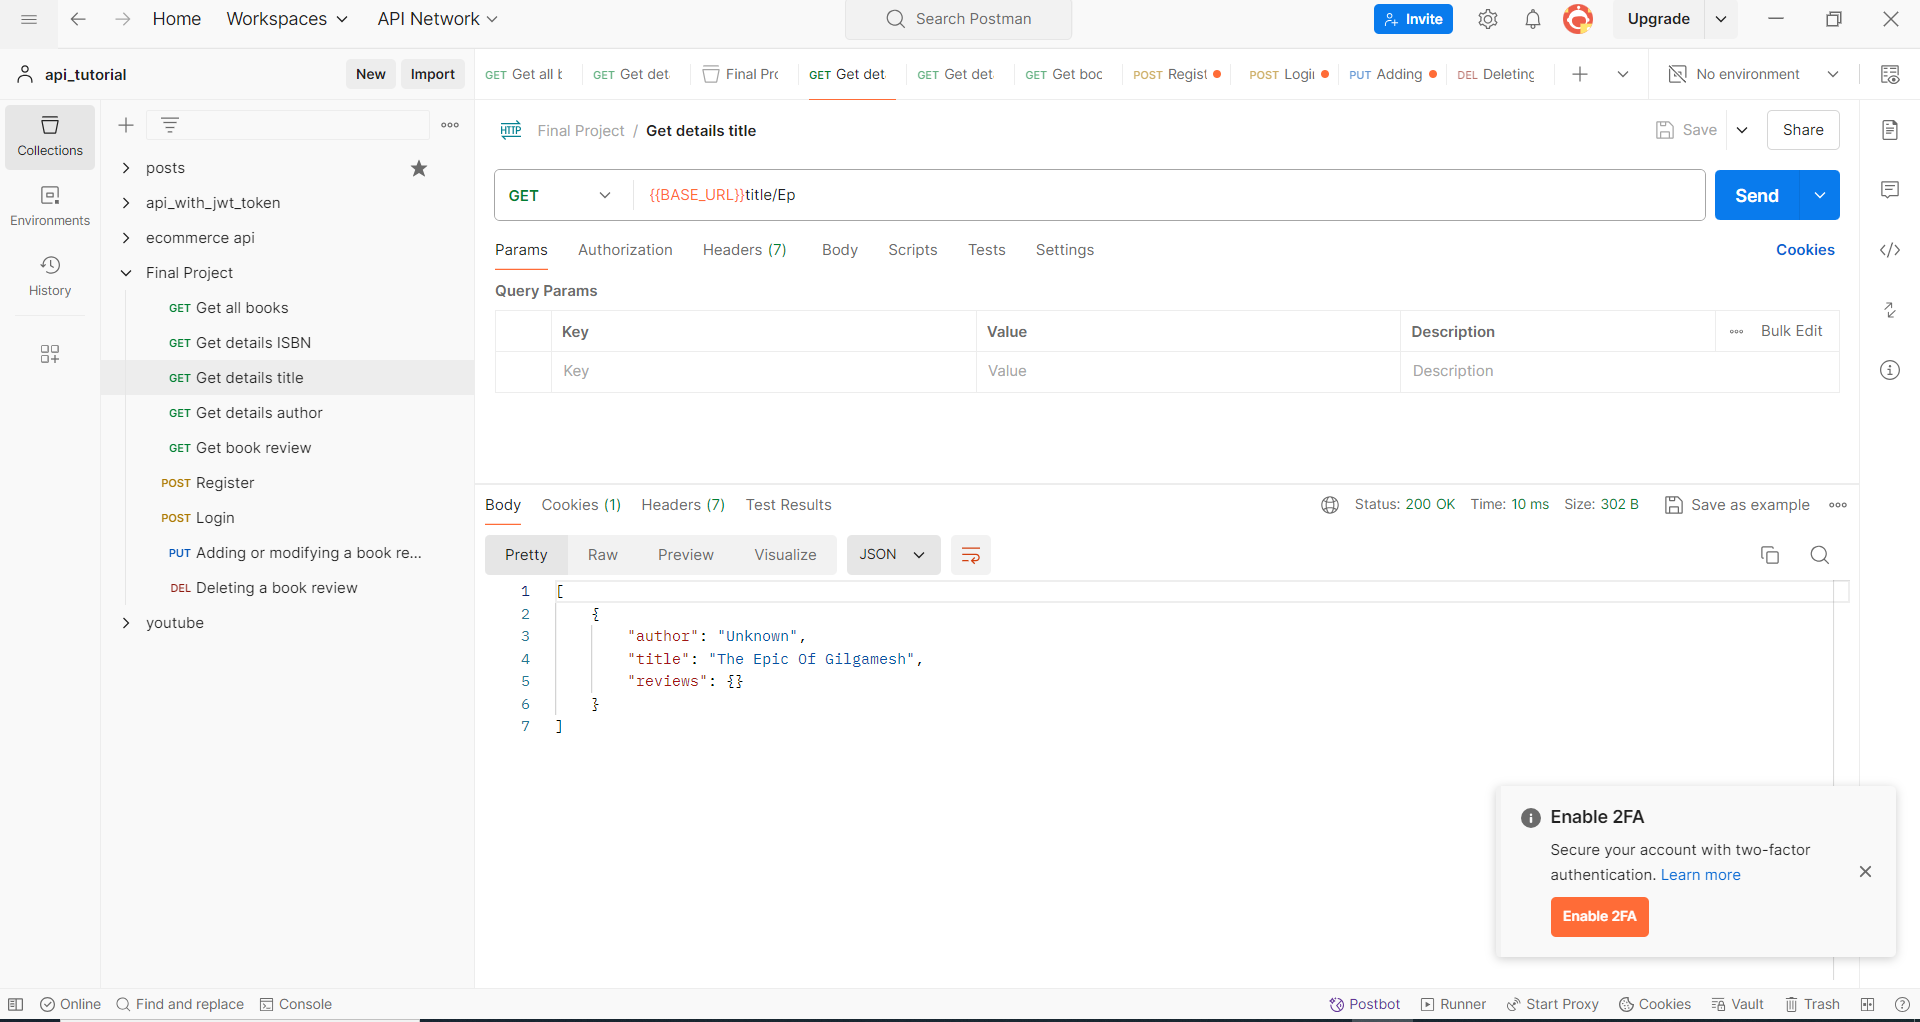 Home Workspaces API Network Search Postman Invite Upgrade
api_tutorial New Import GET Get all b GET Get det Final Prc GET Get det GET Get det GET Get boc POST Regist POST Logii PUT Adding DEL Deleting No environment
Collections
Environments
History
posts
api_with_jwt_token
ecommerce api
Final Project
GET Get all books
GET Get details ISBN
GET Get details title
GET Get details author
GET Get book review
POST Register
POST Login
PUT Adding or modifying a book re...
DEL Deleting a book review
youtube
HTTP Final Project / Get details title Save Share
GET {{BASE_URL}}title/Ep Send
Params Authorization Headers (7) Body Scripts Tests Settings Cookies
Query Params
Key Value Description Bulk Edit
Key Value Description
Body Cookies (1) Headers (7) Test Results Status: 200 OK Time: 10 ms Size: 302 B Save as example
Pretty Raw Preview Visualize JSON
1 [
2 {
3 "author": "Unknown",
4 "title": "The Epic Of Gilgamesh",
5 "reviews": {}
6 }
7 ]
Enable 2FA
Secure your account with two-factor
authentication. Learn more
Enable 2FA
Online Find and replace Console Postbot Runner Start Proxy Cookies Vault Trash